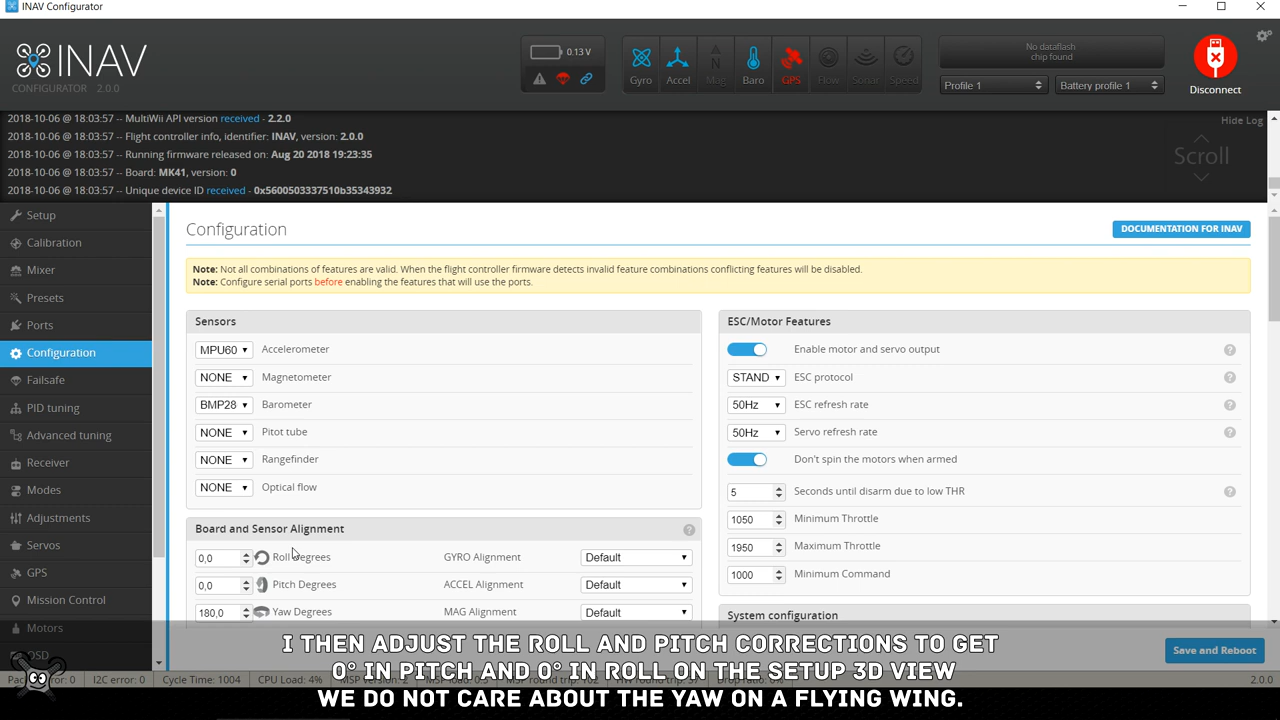 INAV Configurator
INAV
CONFIGURATOR 2.0.0
0.13 V
Gyro
Accel
Mag
Baro
GPS
Flow
Sonar
Speed
No dataflash
chip found
Profile 1
Battery profile 1
Disconnect
2018-10-06 @ 18:03:57 -- MultiWii API version received - 2.2.0
2018-10-06 @ 18:03:57 -- Flight controller info, identifier: INAV, version: 2.0.0
2018-10-06 @ 18:03:57 -- Running firmware released on: Aug 20 2018 19:23:35
2018-10-06 @ 18:03:57 -- Board: MK41, version: 0
2018-10-06 @ 18:03:57 -- Unique device ID received - 0x5600503337510b35343932
Hide Log
Scroll
Setup
Calibration
Mixer
Presets
Ports
Configuration
Failsafe
PID tuning
Advanced tuning
Receiver
Modes
Adjustments
Servos
GPS
Mission Control
Motors
OSD
Configuration
DOCUMENTATION FOR INAV
Note: Not all combinations of features are valid. When the flight controller firmware detects invalid feature combinations conflicting features will be disabled.
Note: Configure serial ports before enabling the features that will use the ports.
Sensors
MPU60 Accelerometer
NONE Magnetometer
BMP28 Barometer
NONE Pitot tube
NONE Rangefinder
NONE Optical flow
Board and Sensor Alignment
0,0 Roll Degrees GYRO Alignment Default
0,0 Pitch Degrees ACCEL Alignment Default
180,0 Yaw Degrees MAG Alignment Default
ESC/Motor Features
Enable motor and servo output
STAND ESC protocol
50Hz ESC refresh rate
50Hz Servo refresh rate
Don't spin the motors when armed
5 Seconds until disarm due to low THR
1050 Minimum Throttle
1950 Maximum Throttle
1000 Minimum Command
System configuration
Save and Reboot
I THEN ADJUST THE ROLL AND PITCH CORRECTIONS TO GET
0° IN PITCH AND 0° IN ROLL ON THE SETUP 3D VIEW
WE DO NOT CARE ABOUT THE YAW ON A FLYING WING.
I2C error: 0
Cycle Time: 1004
CPU Load: 4%
2.0.0